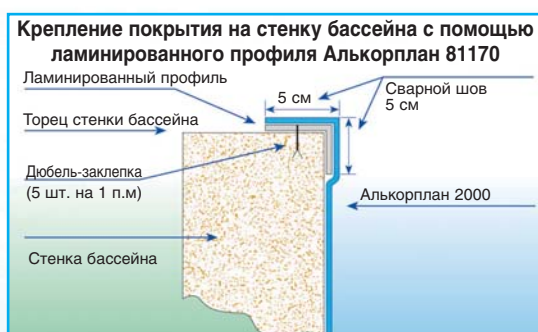 Крепление покрытия на стенку бассейна с помощью
ламинированного профиля Алькорплан 81170
Ламинированный профиль
5 см
Сварной шов
5 см
Торец стенки бассейна
Дюбель-заклепка
(5 шт. на 1 п.м)
Алькорплан 2000
Стенка бассейна